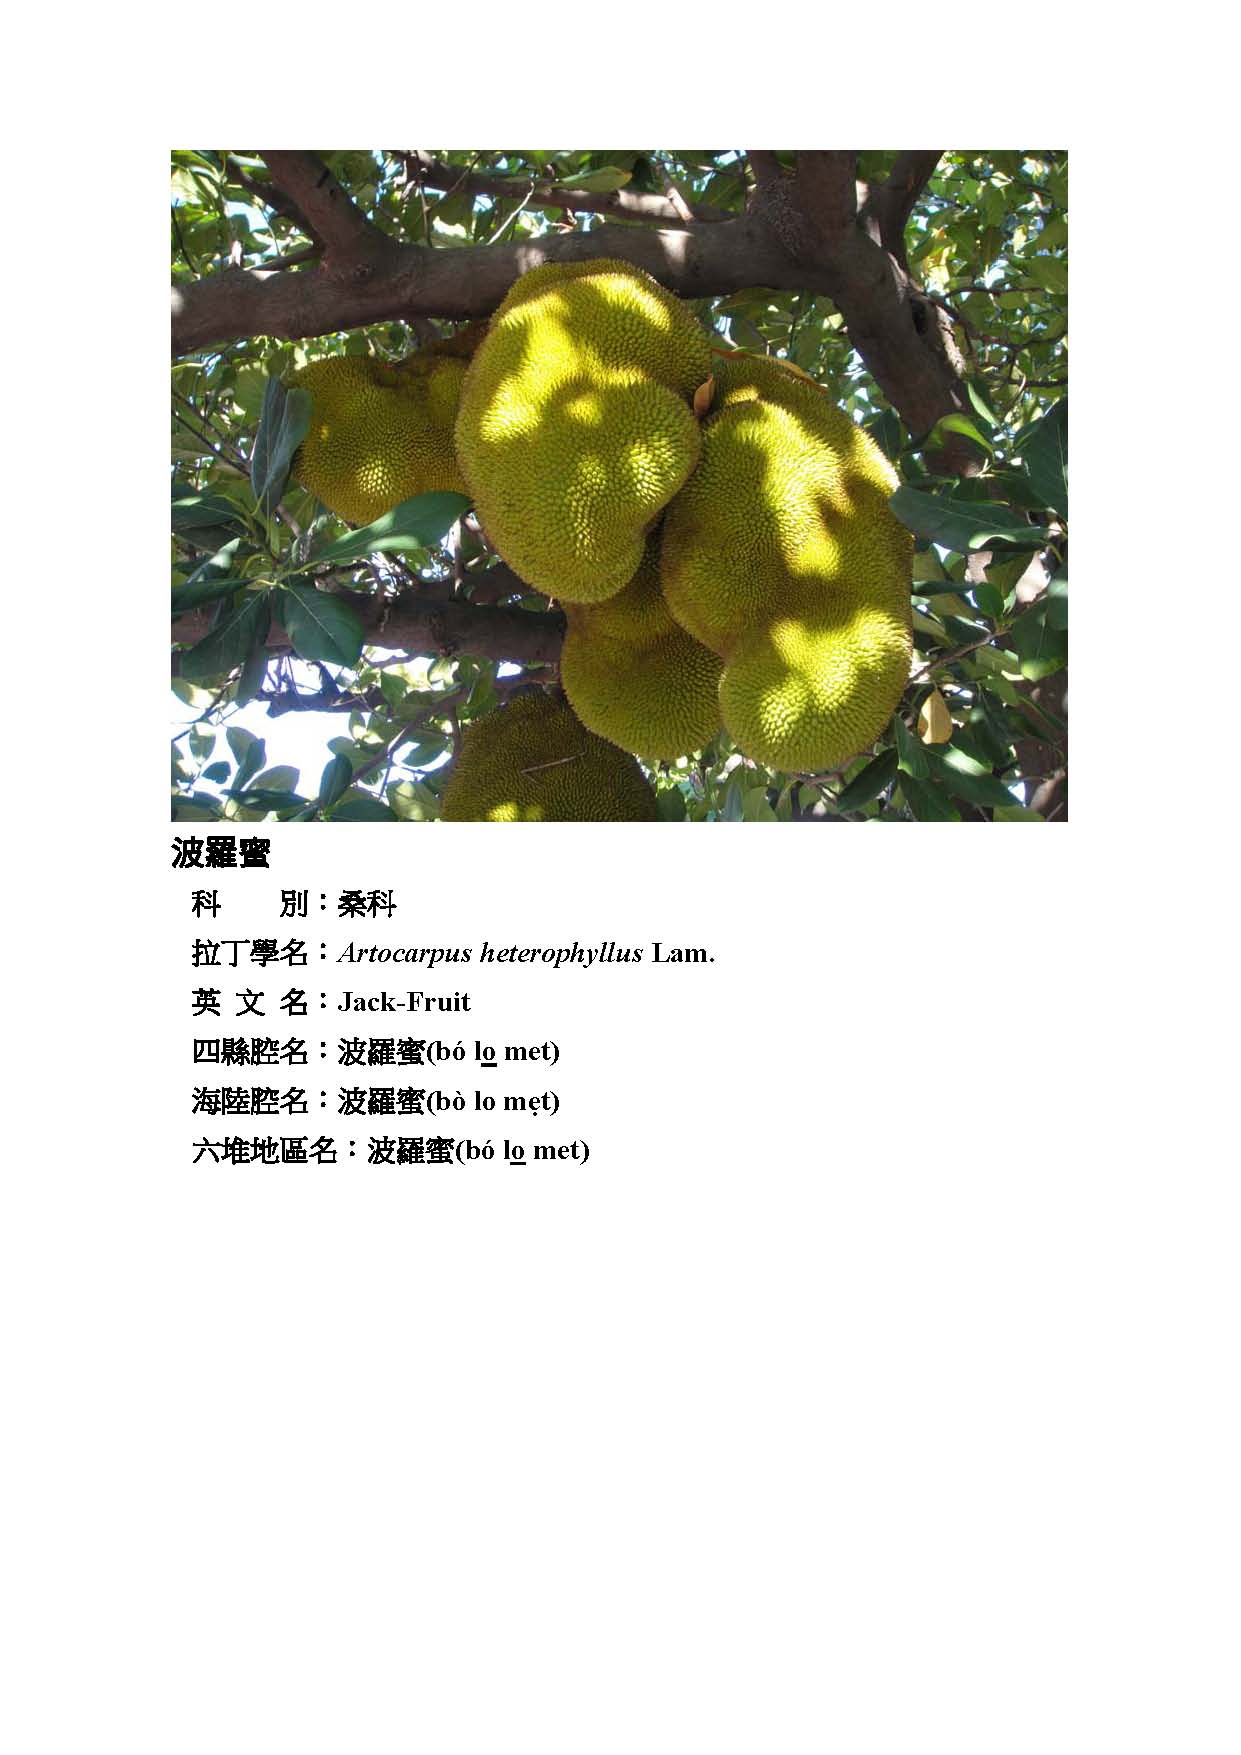 波羅蜜
科　　別：桑科
拉丁學名：Artocarpus heterophyllus Lam.
英 文 名：Jack-Fruit
四縣腔名：波羅蜜(bó lo̲ met)
海陸腔名：波羅蜜(bò lo mẹt)
六堆地區名：波羅蜜(bó lo̲ met)